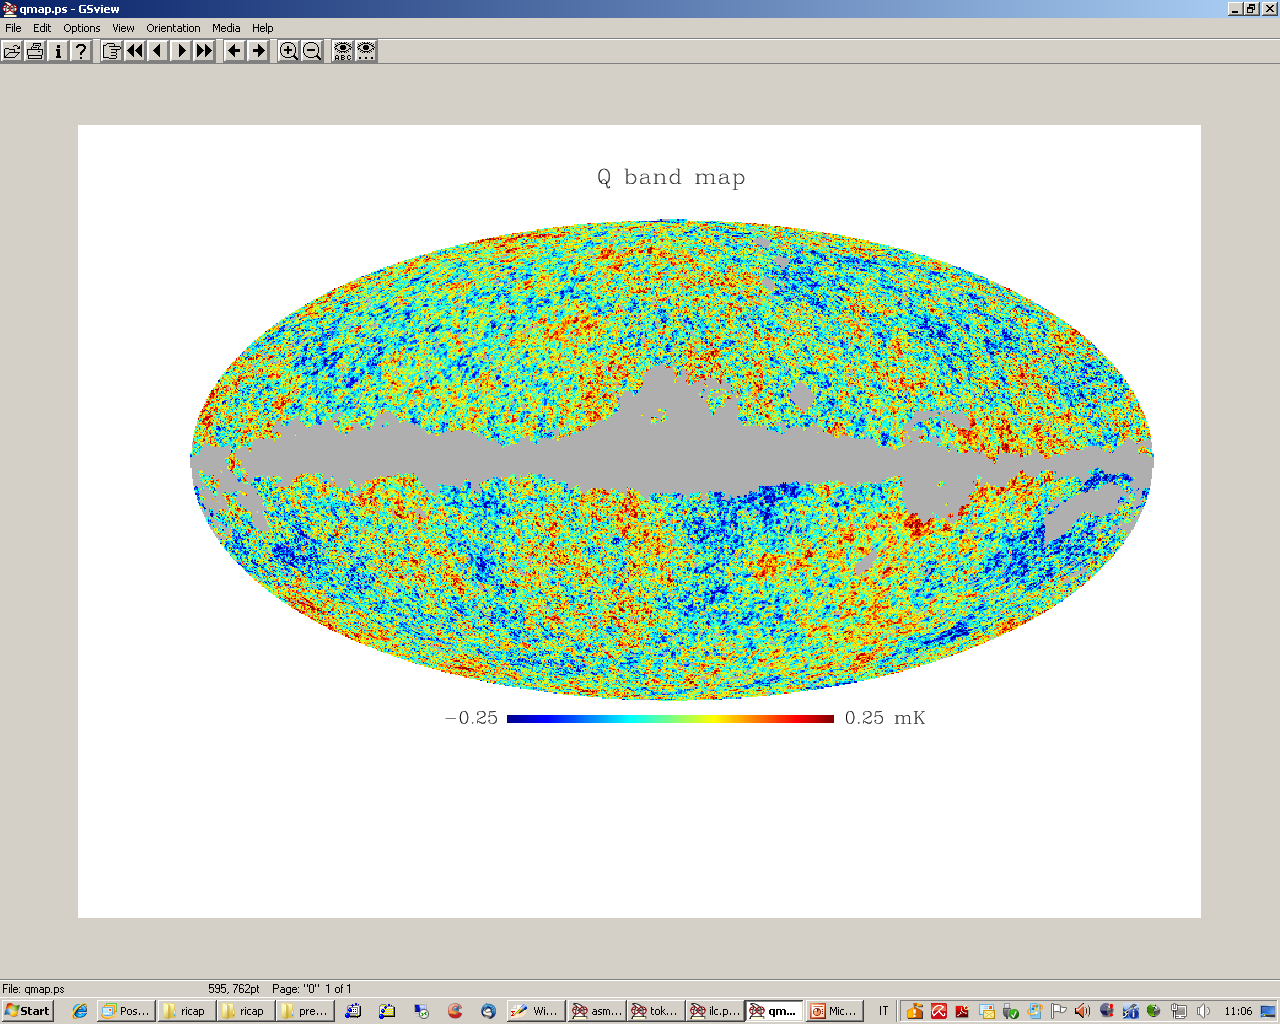 qmap.ps - GSview
File Edit Options View Orientation Media Help
ABC
Q band map
−0.25 0.25 mK
File: qmap.ps 595, 762pt Page: "0" 1 of 1
Start Pos... ricap ricap pre... Wi... asm... tok... ilc.p... qm... Mic... IT 11:06